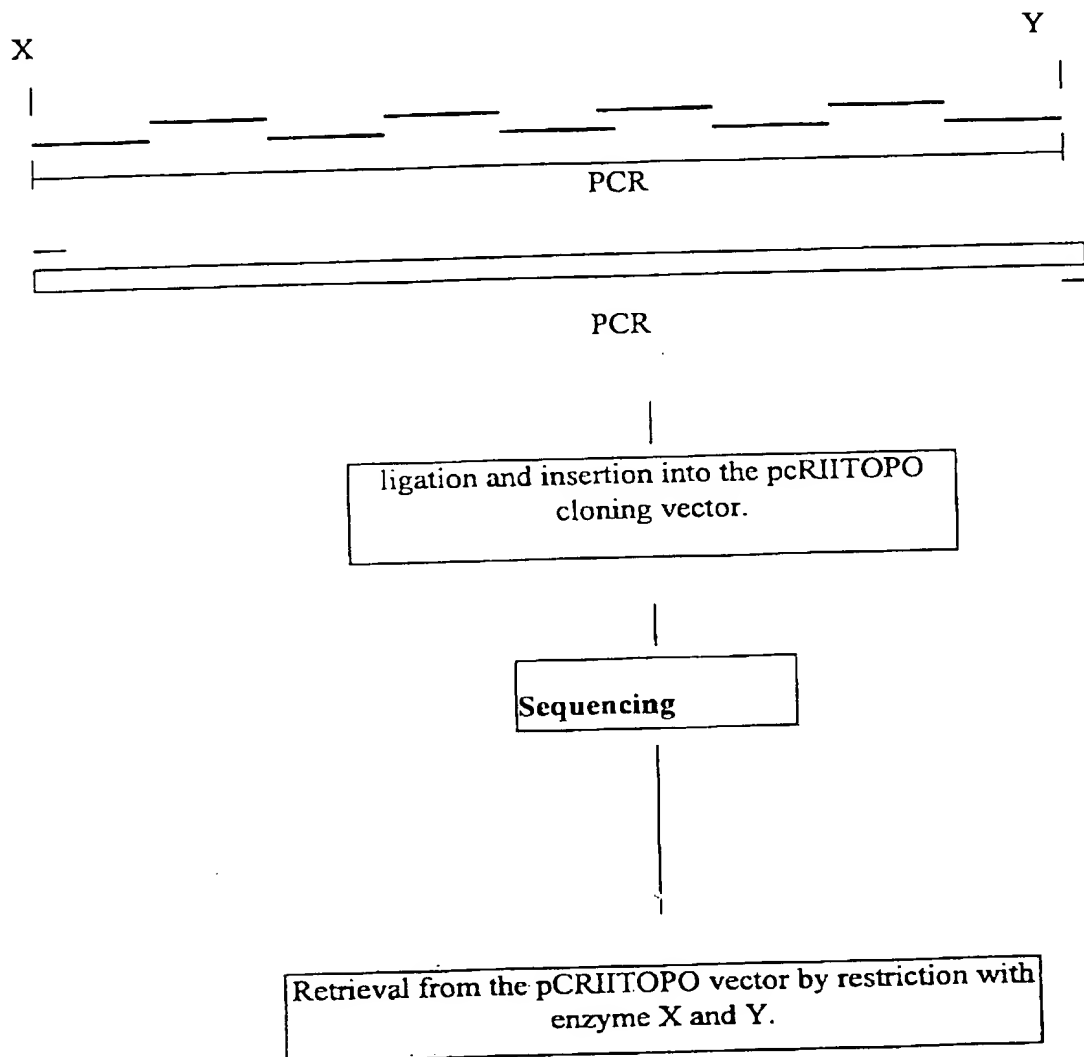 X
Y
PCR
PCR
ligation and insertion into the pcRIITOPO
cloning vector.
Sequencing
Retrieval from the pCRIITOPO vector by restriction with
enzyme X and Y.